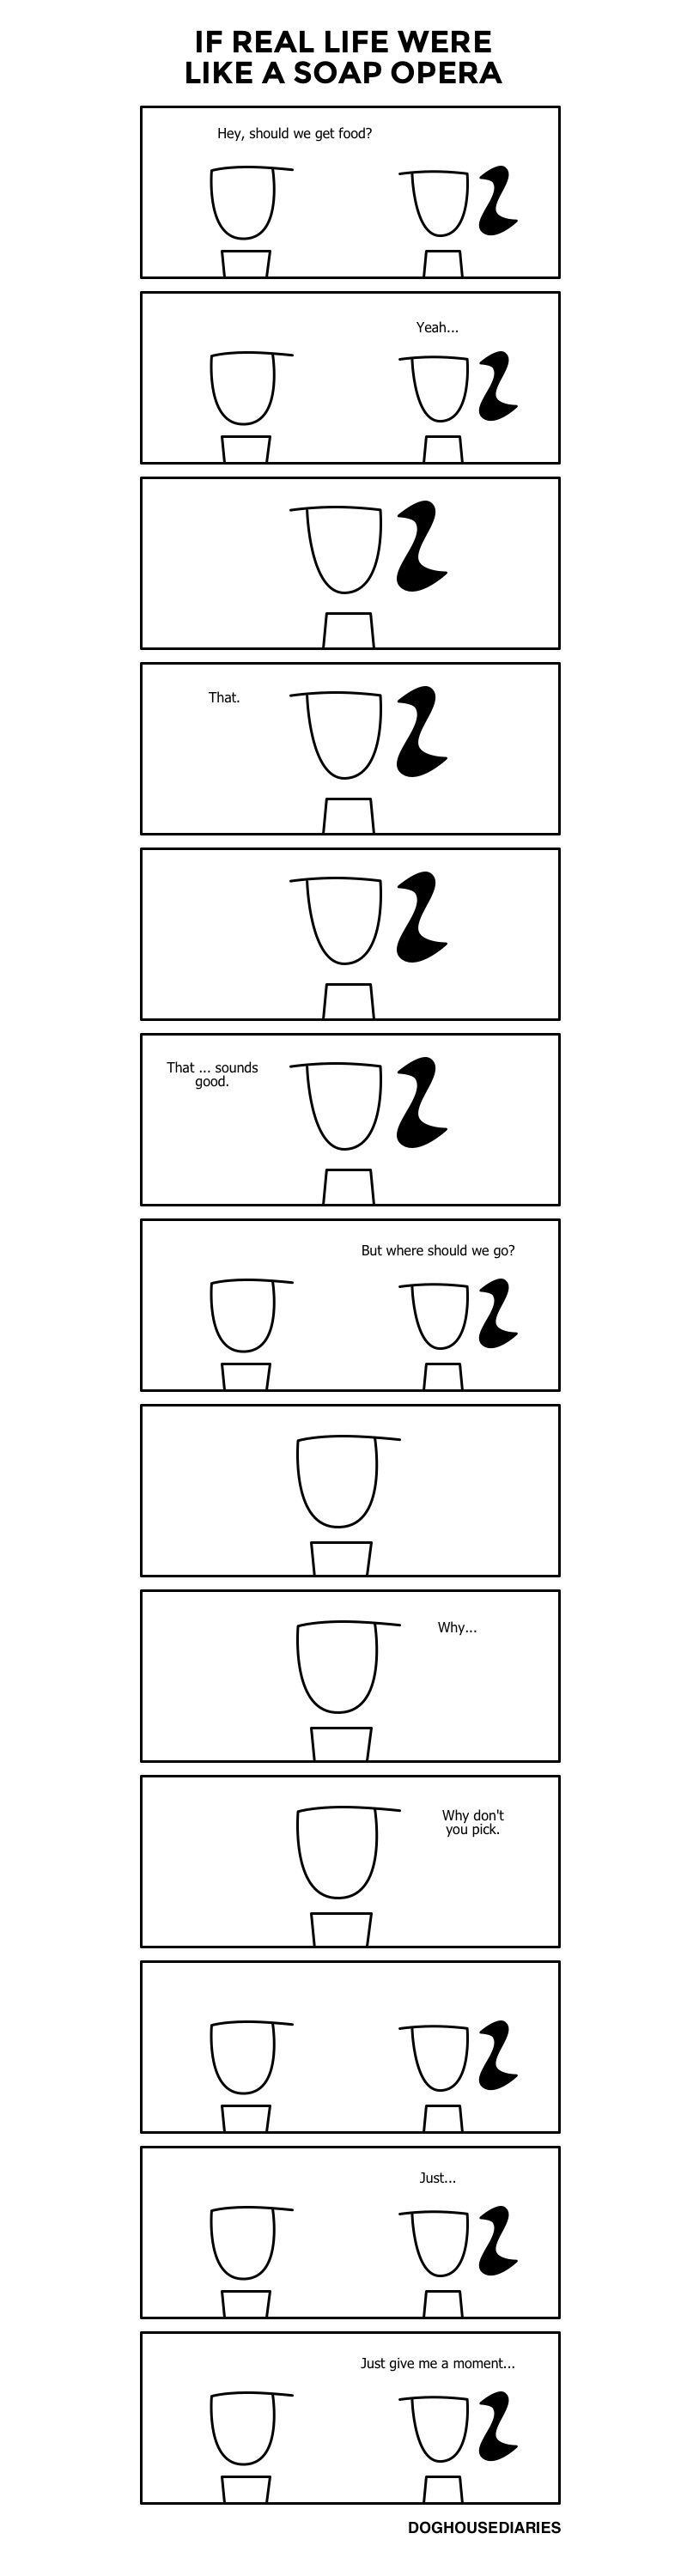 IF REAL LIFE WERE
LIKE A SOAP OPERA
Hey, should we get food?
Yeah...
That.
That ... sounds
good.
But where should we go?
Why...
Why don't
you pick.
Just...
Just give me a moment...
DOGHOUSEDIARIES